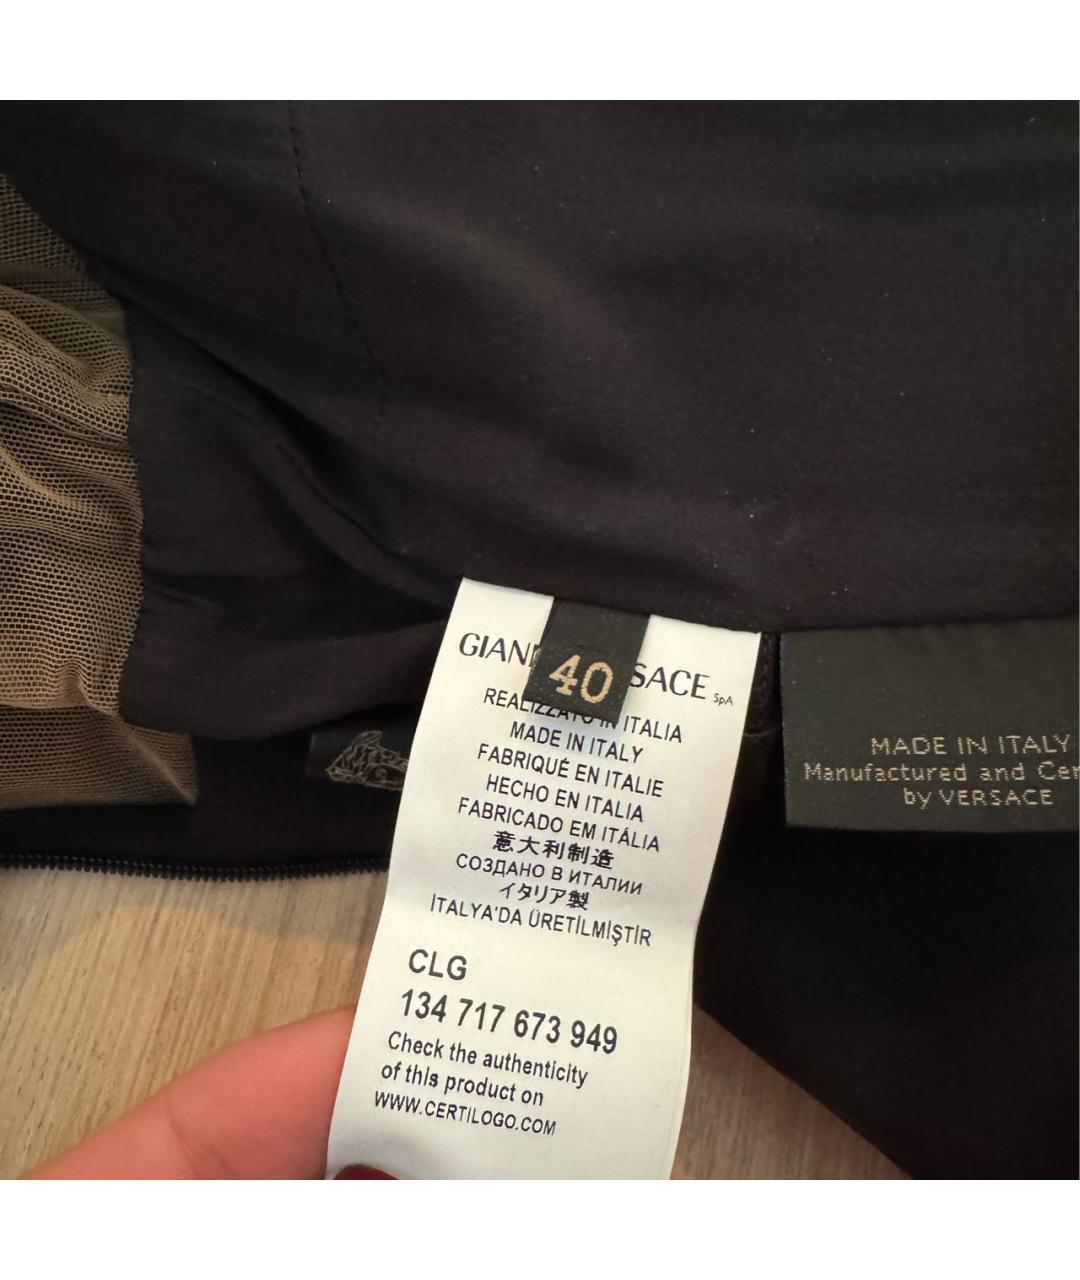 GIAN SACE SpA
40
REALIZZATO IN ITALIA
MADE IN ITALY
FABRIQUÉ EN ITALIE
HECHO EN ITALIA
FABRICADO EM ITÁLIA
意大利制造
СОЗДАНО В ИТАЛИИ
イタリア製
İTALYA'DA ÜRETİLMİŞTİR
CLG
134 717 673 949
Check the authenticity
of this product on
WWW.CERTILOGO.COM
MADE IN ITALY
Manufactured and Cer
by VERSACE